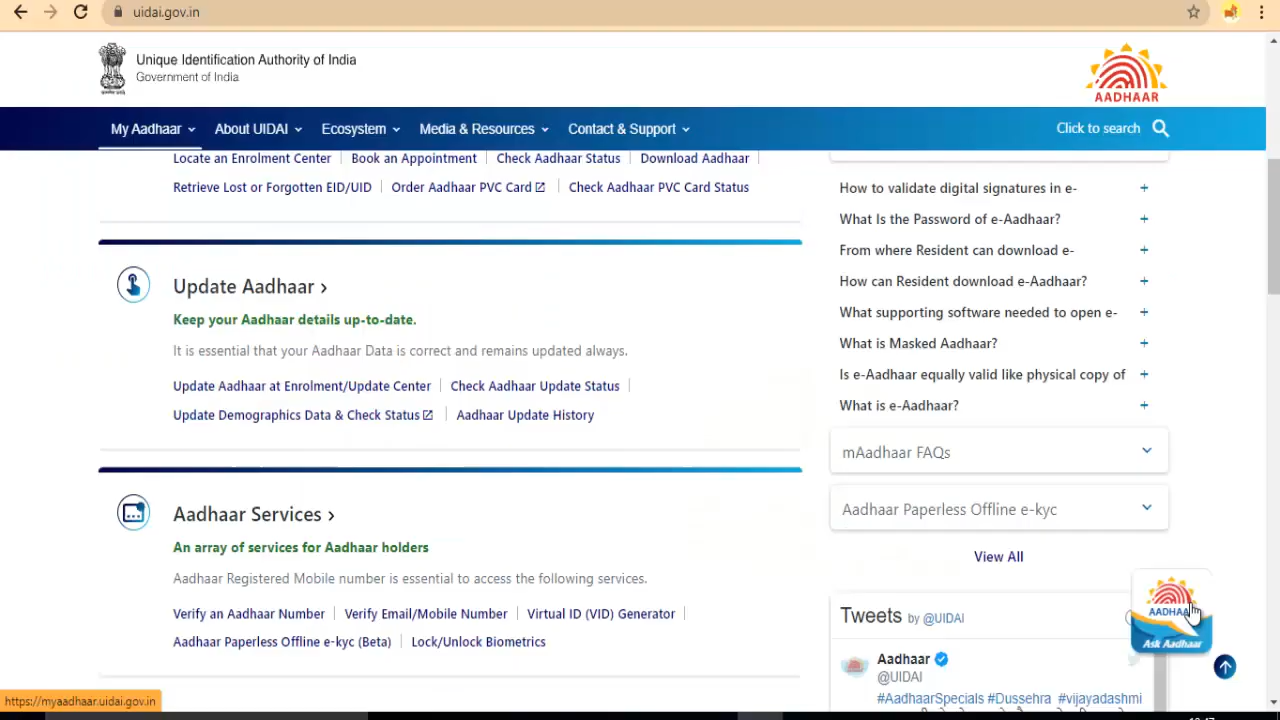 uidai.gov.in
Unique Identification Authority of India
Government of India
AADHAAR
My Aadhaar About UIDAI Ecosystem Media & Resources Contact & Support Click to search
Locate an Enrolment Center Book an Appointment Check Aadhaar Status Download Aadhaar
Retrieve Lost or Forgotten EID/UID Order Aadhaar PVC Card Check Aadhaar PVC Card Status
Update Aadhaar ›
Keep your Aadhaar details up-to-date.
It is essential that your Aadhaar Data is correct and remains updated always.
Update Aadhaar at Enrolment/Update Center Check Aadhaar Update Status
Update Demographics Data & Check Status Aadhaar Update History
Aadhaar Services ›
An array of services for Aadhaar holders
Aadhaar Registered Mobile number is essential to access the following services.
Verify an Aadhaar Number Verify Email/Mobile Number Virtual ID (VID) Generator
Aadhaar Paperless Offline e-kyc (Beta) Lock/Unlock Biometrics
How to validate digital signatures in e- +
What Is the Password of e-Aadhaar? +
From where Resident can download e- +
How can Resident download e-Aadhaar? +
What supporting software needed to open e- +
What is Masked Aadhaar? +
Is e-Aadhaar equally valid like physical copy of +
What is e-Aadhaar? +
mAadhaar FAQs
Aadhaar Paperless Offline e-kyc
View All
Tweets by @UIDAI
Aadhaar
@UIDAI
#AadhaarSpecials #Dussehra #vijayadashmi
Ask Aadhaar
https://myaadhaar.uidai.gov.in